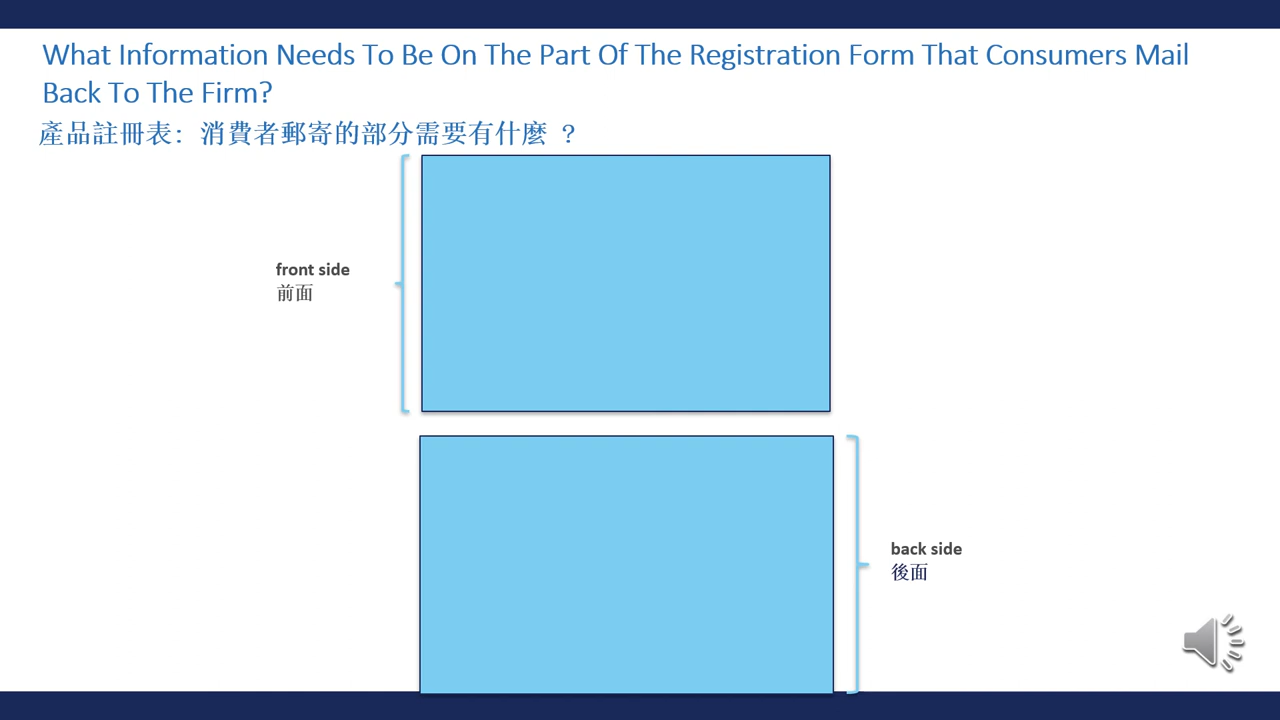 What Information Needs To Be On The Part Of The Registration Form That Consumers Mail
Back To The Firm?
產品註冊表：消費者郵寄的部分需要有什麼 ？
front side
前面
back side
後面